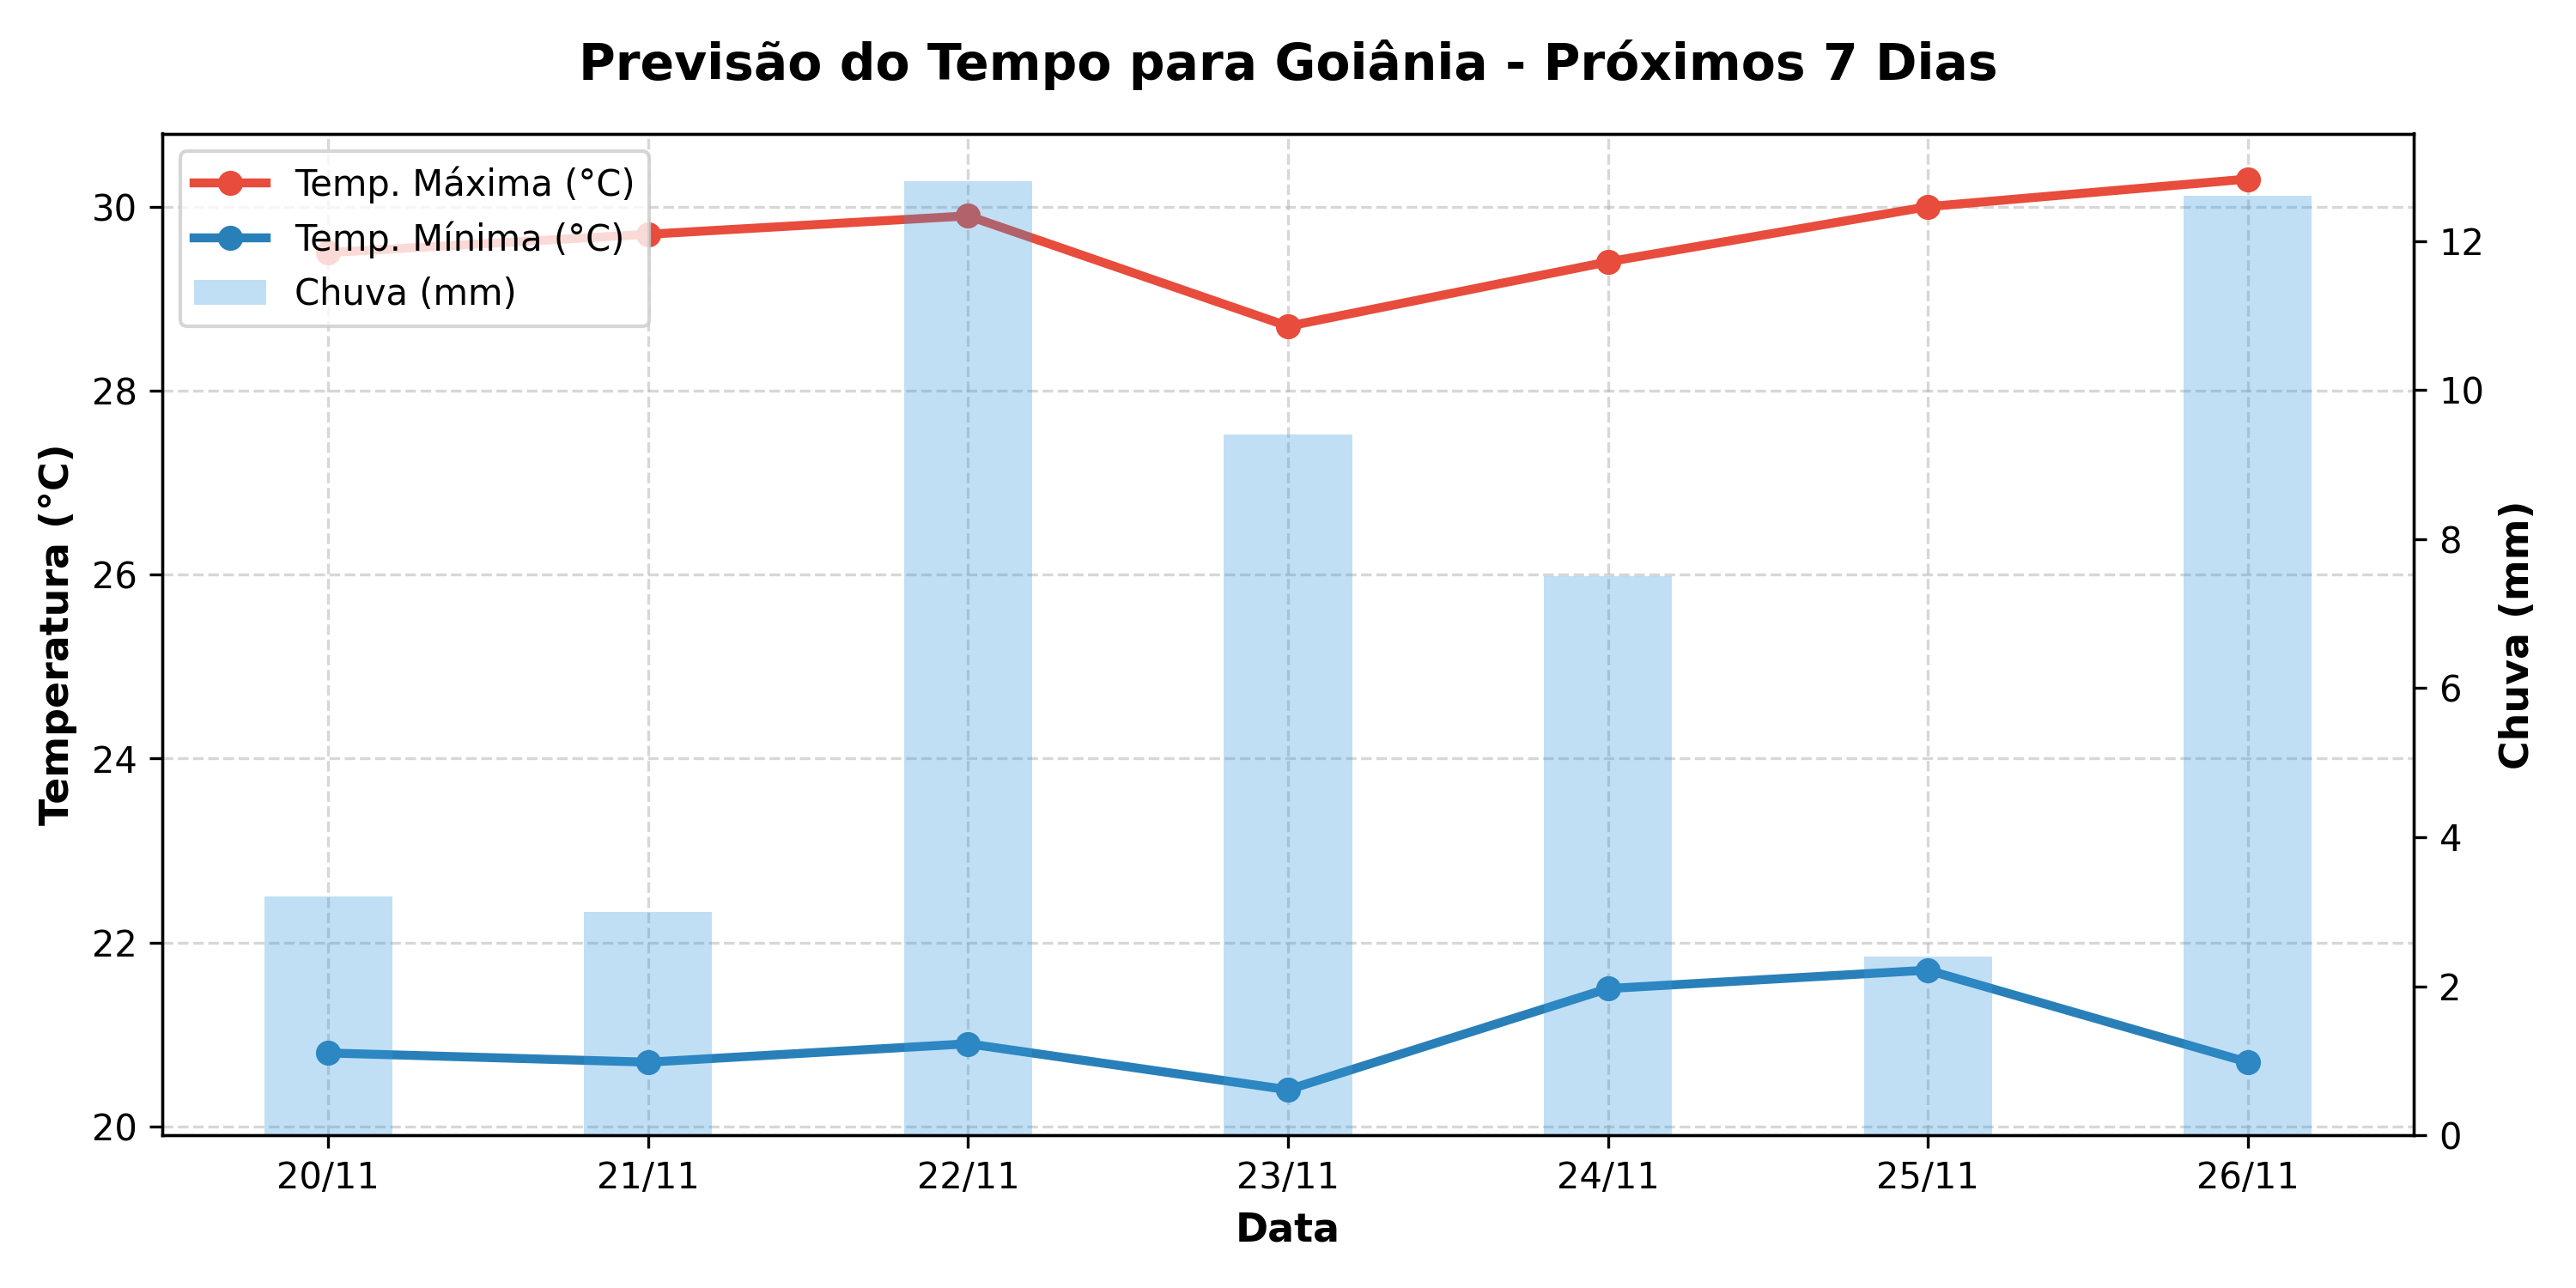 Previsão do Tempo para Goiânia - Próximos 7 Dias
Temp. Máxima (°C)
Temp. Mínima (°C)
Chuva (mm)
Temperatura (°C)
30
28
26
24
22
20
12
10
8
6
4
2
0
Chuva (mm)
20/11 21/11 22/11 23/11 24/11 25/11 26/11
Data